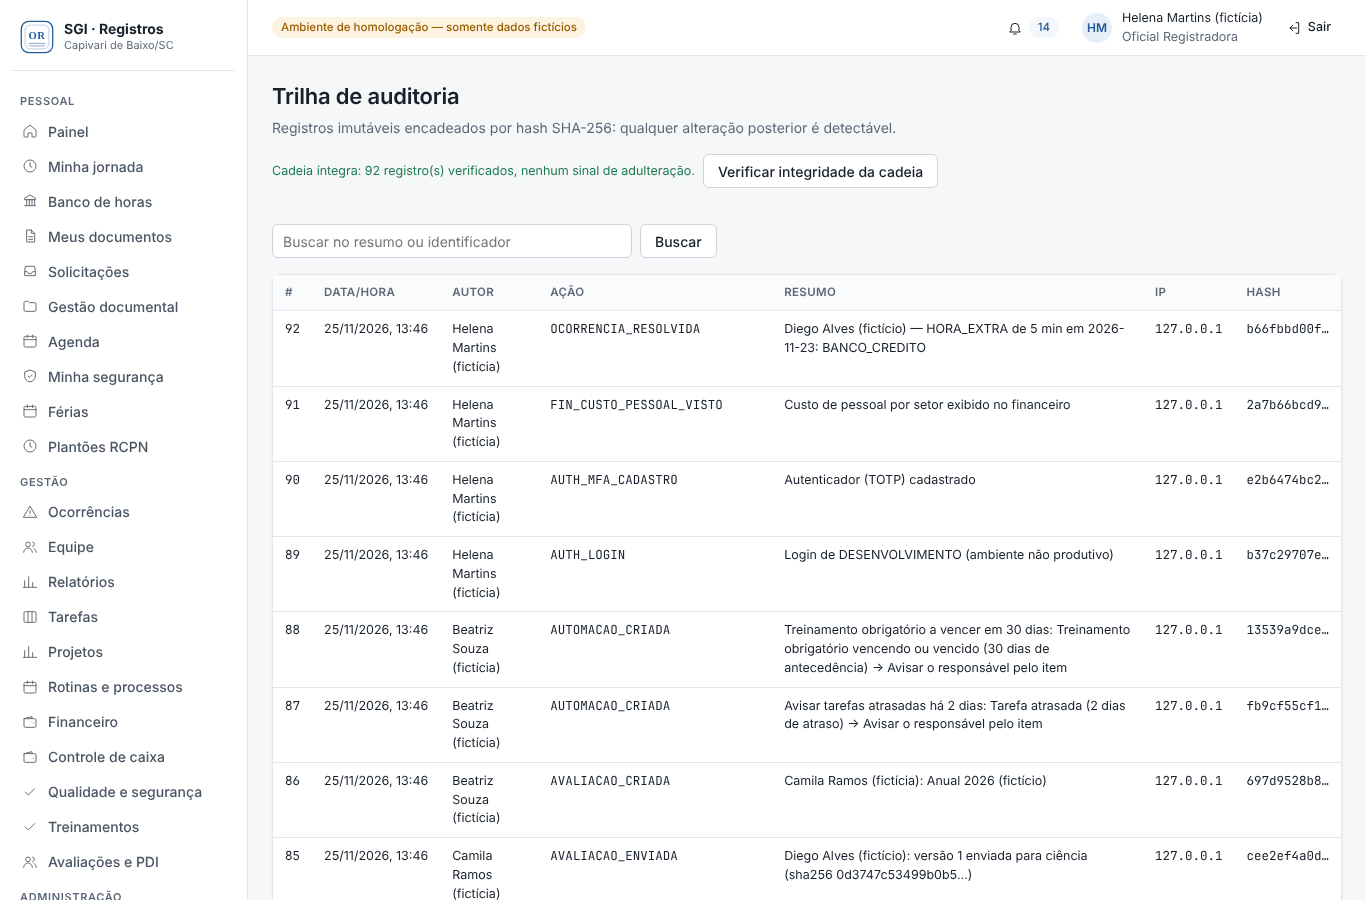 OR
SGI · Registros
Capivari de Baixo/SC
Ambiente de homologação — somente dados fictícios
14
HM
Helena Martins (fictícia)
Oficial Registradora
Sair
PESSOAL
Painel
Minha jornada
Banco de horas
Meus documentos
Solicitações
Gestão documental
Agenda
Minha segurança
Férias
Plantões RCPN
GESTÃO
Ocorrências
Equipe
Relatórios
Tarefas
Projetos
Rotinas e processos
Financeiro
Controle de caixa
Qualidade e segurança
Treinamentos
Avaliações e PDI
ADMINISTRAÇÃO
Trilha de auditoria
Registros imutáveis encadeados por hash SHA-256: qualquer alteração posterior é detectável.
Cadeia íntegra: 92 registro(s) verificados, nenhum sinal de adulteração.
Verificar integridade da cadeia
Buscar no resumo ou identificador
Buscar
# DATA/HORA AUTOR AÇÃO RESUMO IP HASH
92 25/11/2026, 13:46 Helena OCORRENCIA_RESOLVIDA Diego Alves (fictício) — HORA_EXTRA de 5 min em 2026- 127.0.0.1 b66fbbd00f…
Martins 11-23: BANCO_CREDITO
(fictícia)
91 25/11/2026, 13:46 Helena FIN_CUSTO_PESSOAL_VISTO Custo de pessoal por setor exibido no financeiro 127.0.0.1 2a7b66bcd9…
Martins
(fictícia)
90 25/11/2026, 13:46 Helena AUTH_MFA_CADASTRO Autenticador (TOTP) cadastrado 127.0.0.1 e2b6474bc2…
Martins
(fictícia)
89 25/11/2026, 13:46 Helena AUTH_LOGIN Login de DESENVOLVIMENTO (ambiente não produtivo) 127.0.0.1 b37c29707e…
Martins
(fictícia)
88 25/11/2026, 13:46 Beatriz AUTOMACAO_CRIADA Treinamento obrigatório a vencer em 30 dias: Treinamento 127.0.0.1 13539a9dce…
Souza obrigatório vencendo ou vencido (30 dias de
(fictícia) antecedência) → Avisar o responsável pelo item
87 25/11/2026, 13:46 Beatriz AUTOMACAO_CRIADA Avisar tarefas atrasadas há 2 dias: Tarefa atrasada (2 dias 127.0.0.1 fb9cf55cf1…
Souza de atraso) → Avisar o responsável pelo item
(fictícia)
86 25/11/2026, 13:46 Beatriz AVALIACAO_CRIADA Camila Ramos (fictícia): Anual 2026 (fictício) 127.0.0.1 697d9528b8…
Souza
(fictícia)
85 25/11/2026, 13:46 Camila AVALIACAO_ENVIADA Diego Alves (fictício): versão 1 enviada para ciência 127.0.0.1 cee2ef4a0d…
Ramos (sha256 0d3747c53499b0b5…)
(fictícia)